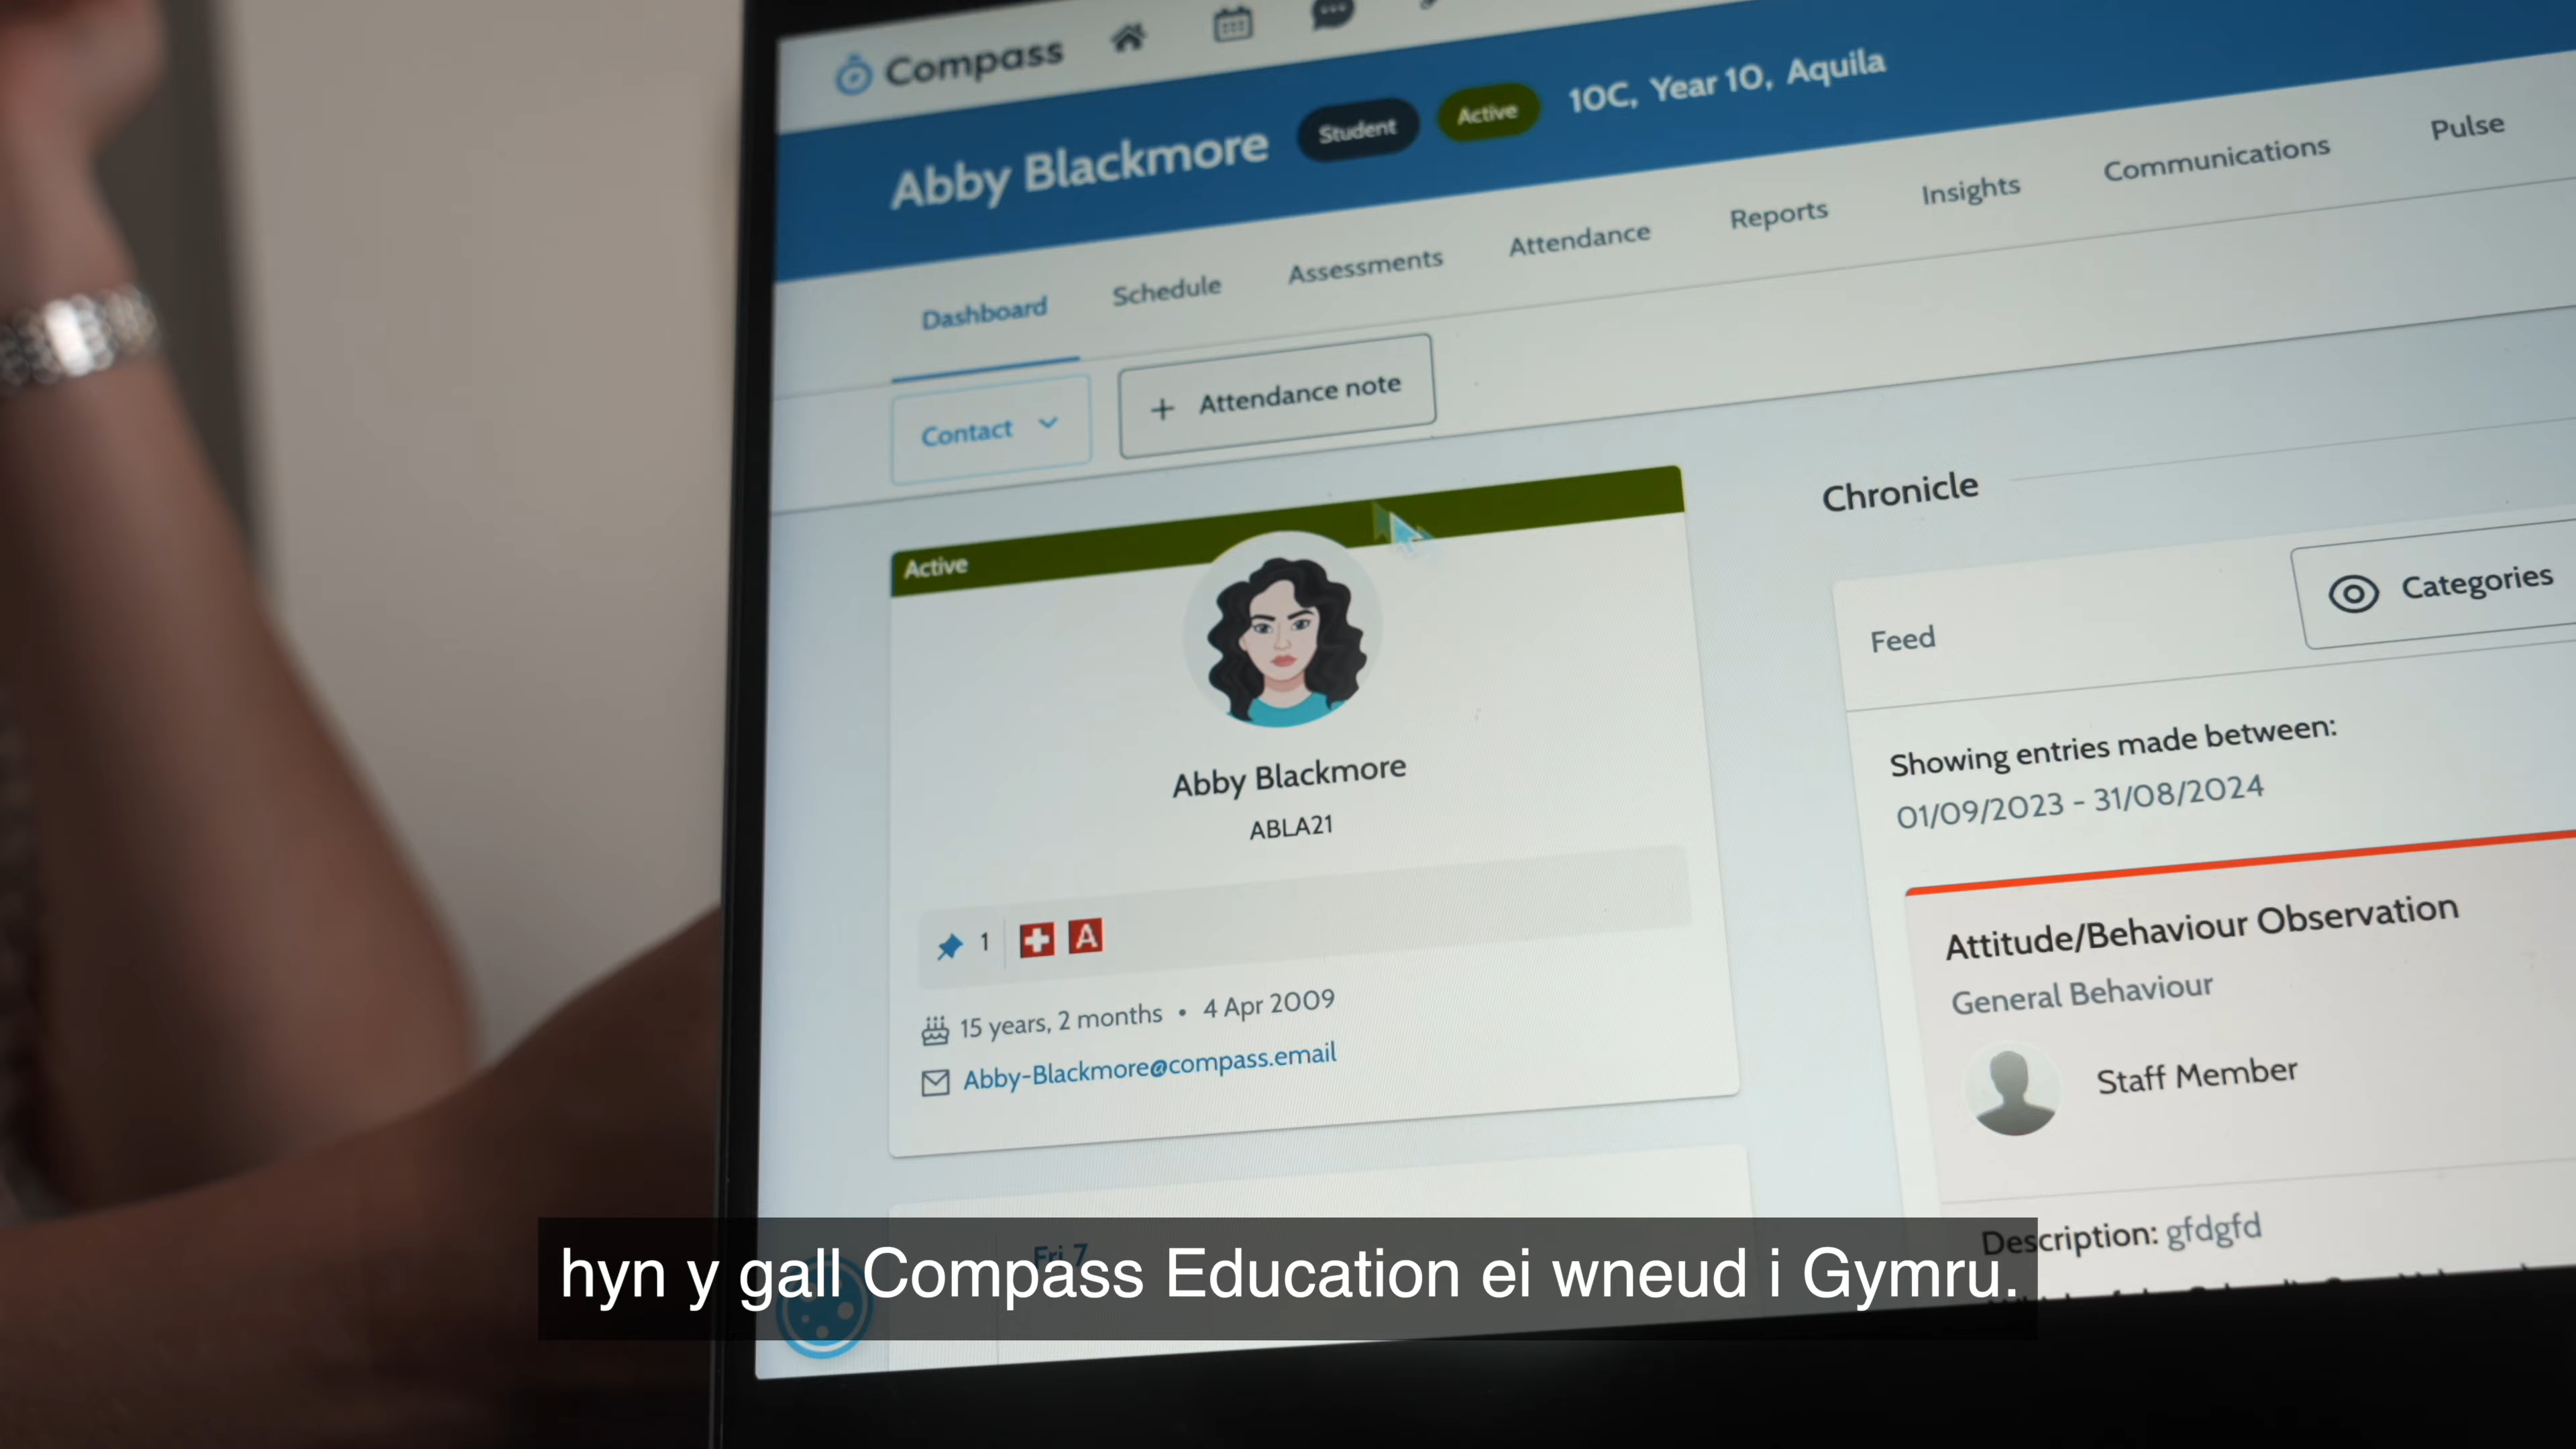 Compass
Abby Blackmore Student Active 10C, Year 10, Aquila
Dashboard Schedule Assessments Attendance Reports Insights Communications Pulse
Contact + Attendance note
Active
Abby Blackmore
ABLA21
1 A
15 years, 2 months • 4 Apr 2009
Abby-Blackmore@compass.email
Fri 7
Chronicle
Feed Categories
Showing entries made between:
01/09/2023 - 31/08/2024
Attitude/Behaviour Observation
General Behaviour
Staff Member
Description: gfdgfd
hyn y gall Compass Education ei wneud i Gymru.